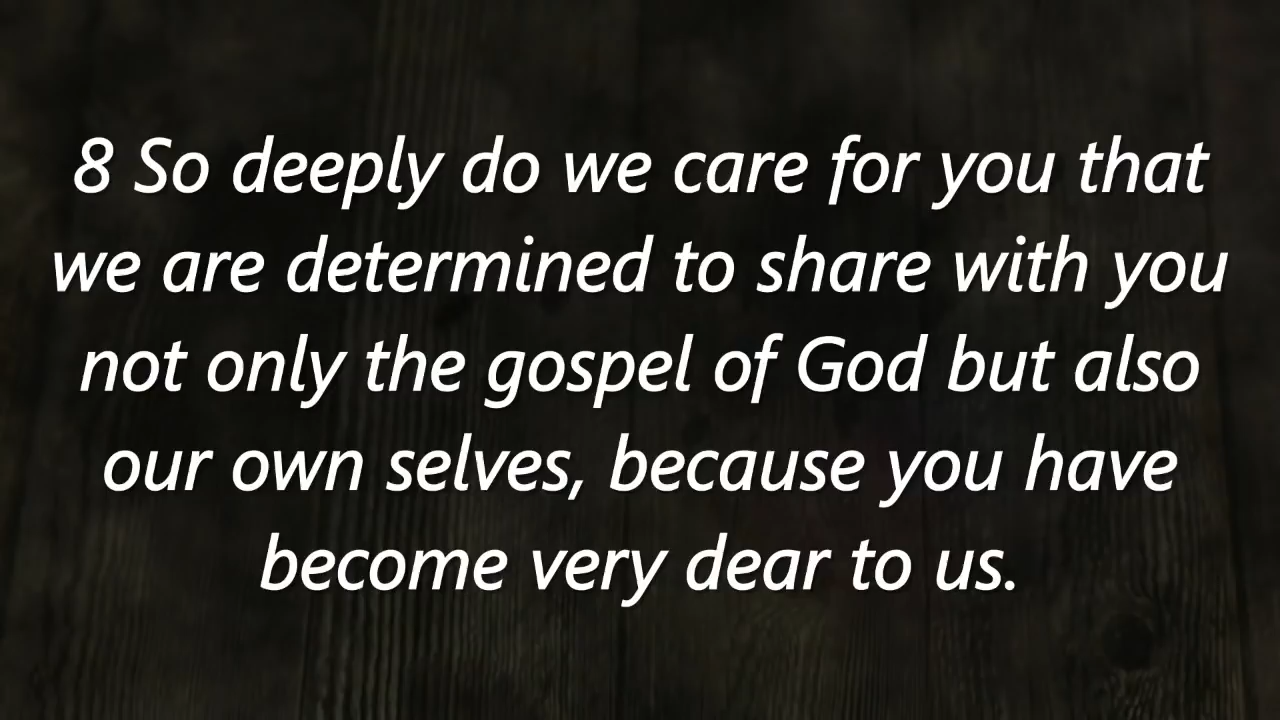 8 So deeply do we care for you that
we are determined to share with you
not only the gospel of God but also
our own selves, because you have
become very dear to us.